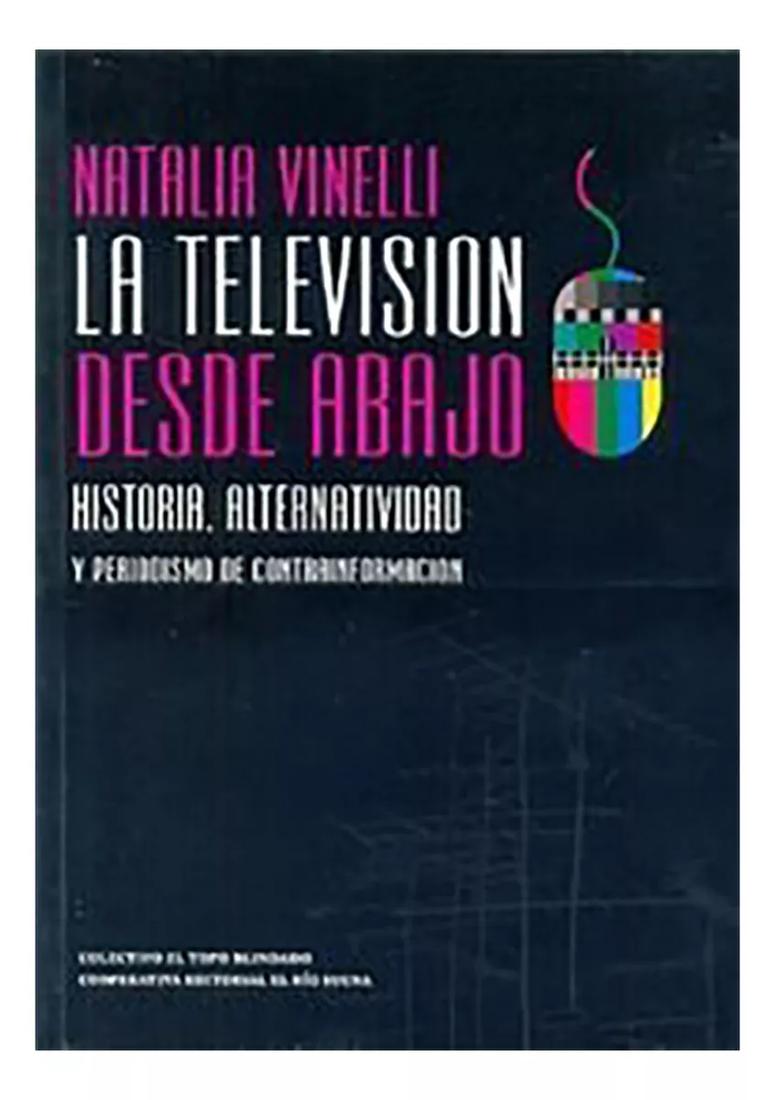 NATALIA VINELLI
LA TELEVISION
DESDE ABAJO
HISTORIA, ALTERNATIVIDAD
Y PERIODISMO DE CONTRAINFORMACION
COLECTIVO EL TOPO BLINDADO
COOPERATIVA EDITORIAL EL RÍO SUENA